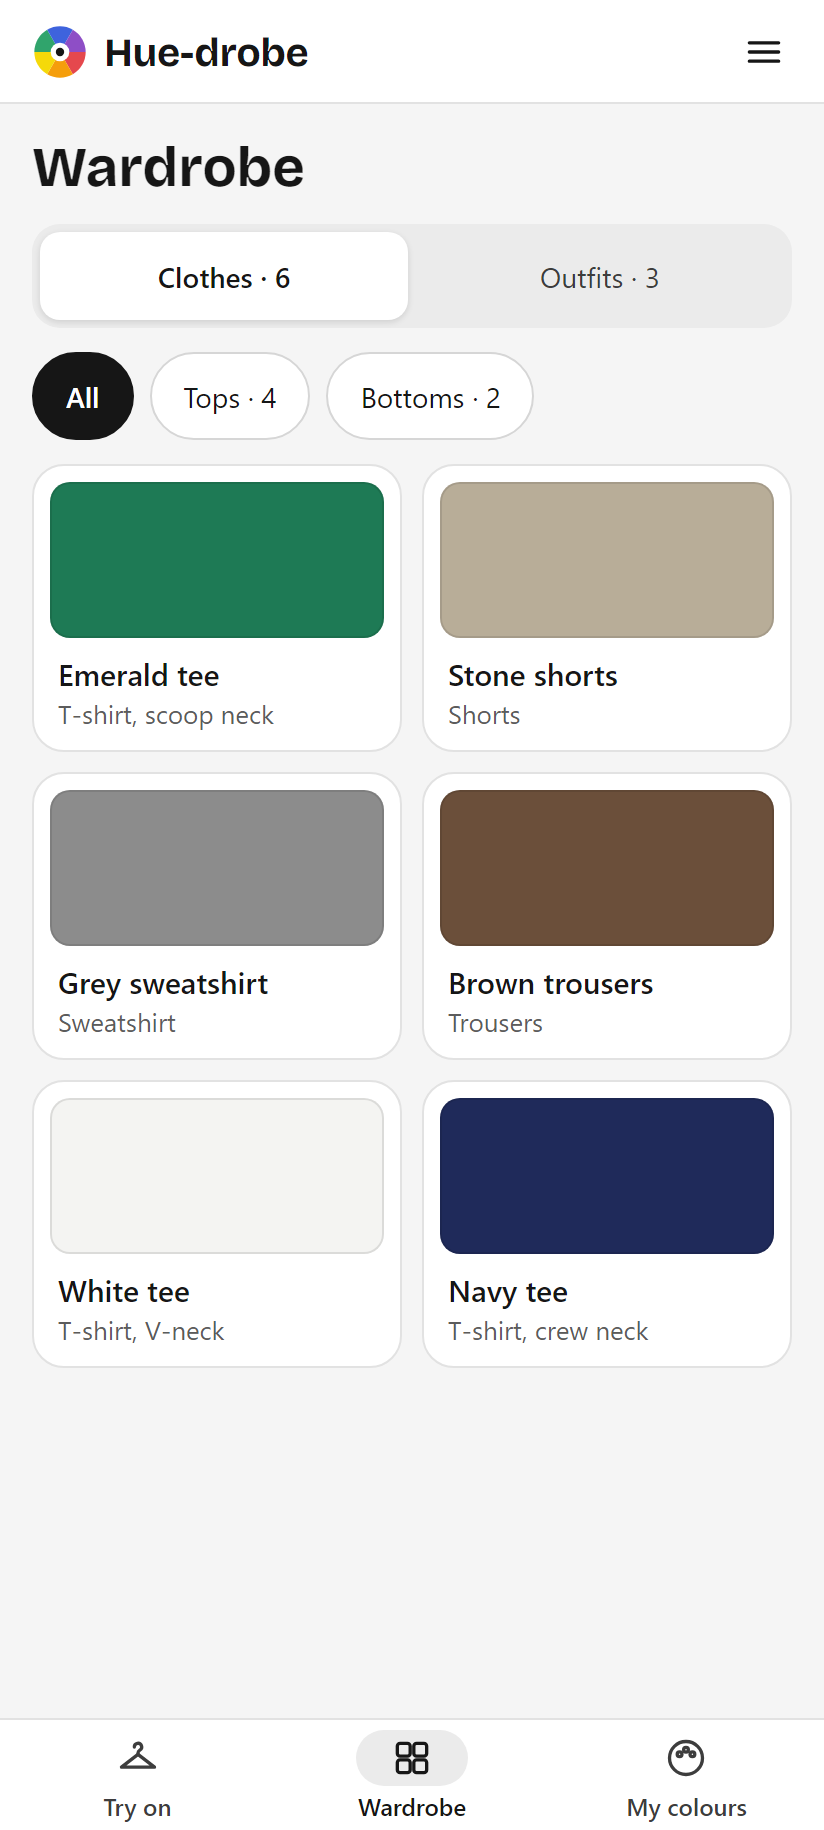 Hue-drobe
Wardrobe
Clothes · 6
Outfits · 3
All
Tops · 4
Bottoms · 2
Emerald tee
T-shirt, scoop neck
Stone shorts
Shorts
Grey sweatshirt
Sweatshirt
Brown trousers
Trousers
White tee
T-shirt, V-neck
Navy tee
T-shirt, crew neck
Try on
Wardrobe
My colours